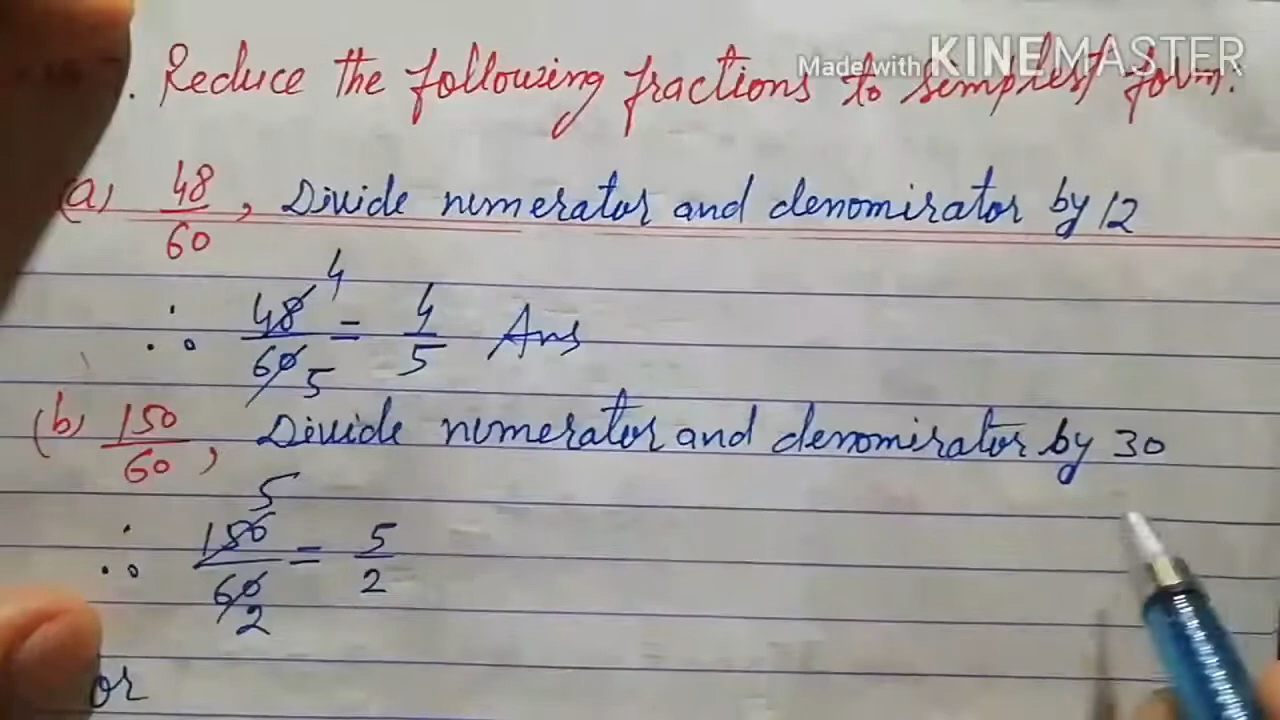 Made with KINEMASTER
. Reduce the following fractions to simplest form.
(a) 48/60, Divide numerator and denominator by 12
4
∴ 48/60 = 4/5 Ans
5
(b) 150/60, Divide numerator and denominator by 30
5
∴ 150/60 = 5/2
2
or